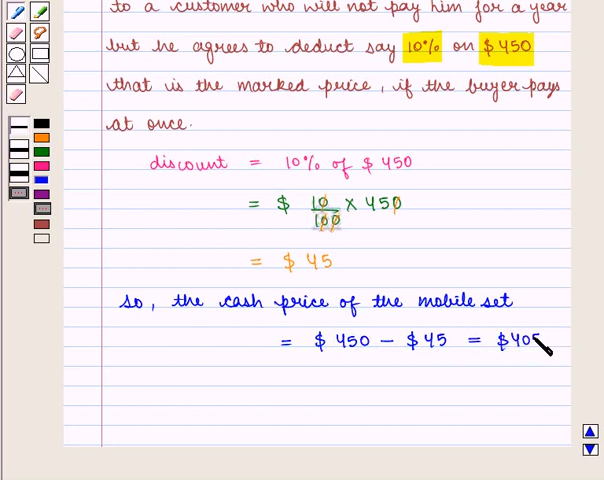 to a customer who will not pay him for a year
but he agrees to deduct say 10% on $450
that is the marked price, if the buyer pays
at once.
discount = 10% of $450
= $ 10/100 × 450
= $45
so, the cash price of the mobile set
= $450 − $45 = $405